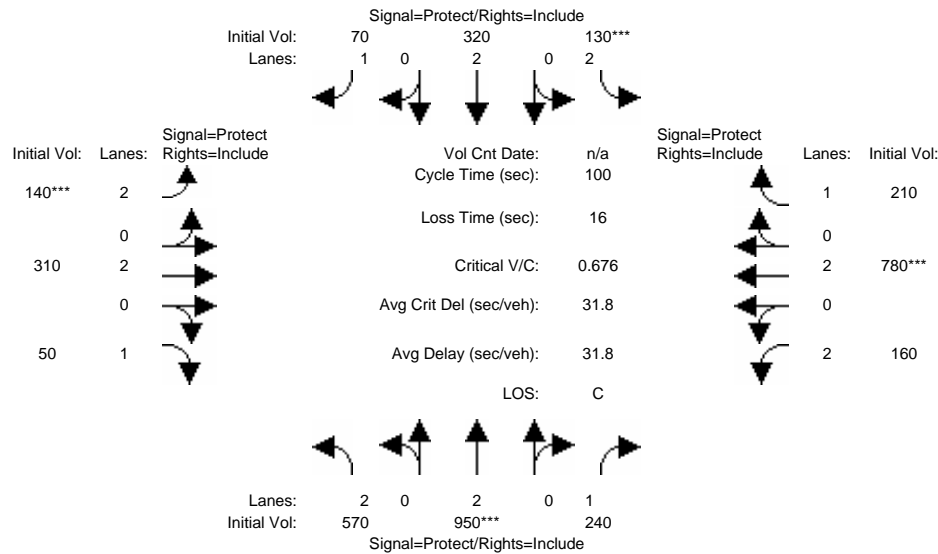 Signal=Protect/Rights=Include
Initial Vol: 70 320 130***
Lanes: 1 0 2 0 2
Signal=Protect
Initial Vol: Lanes: Rights=Include
Vol Cnt Date: n/a
Signal=Protect
Rights=Include Lanes: Initial Vol:
Cycle Time (sec): 100
140*** 2
1 210
Loss Time (sec): 16
0
0
310 2
Critical V/C: 0.676
2 780***
0
Avg Crit Del (sec/veh): 31.8
0
50 1
Avg Delay (sec/veh): 31.8
2 160
LOS: C
Lanes: 2 0 2 0 1
Initial Vol: 570 950*** 240
Signal=Protect/Rights=Include